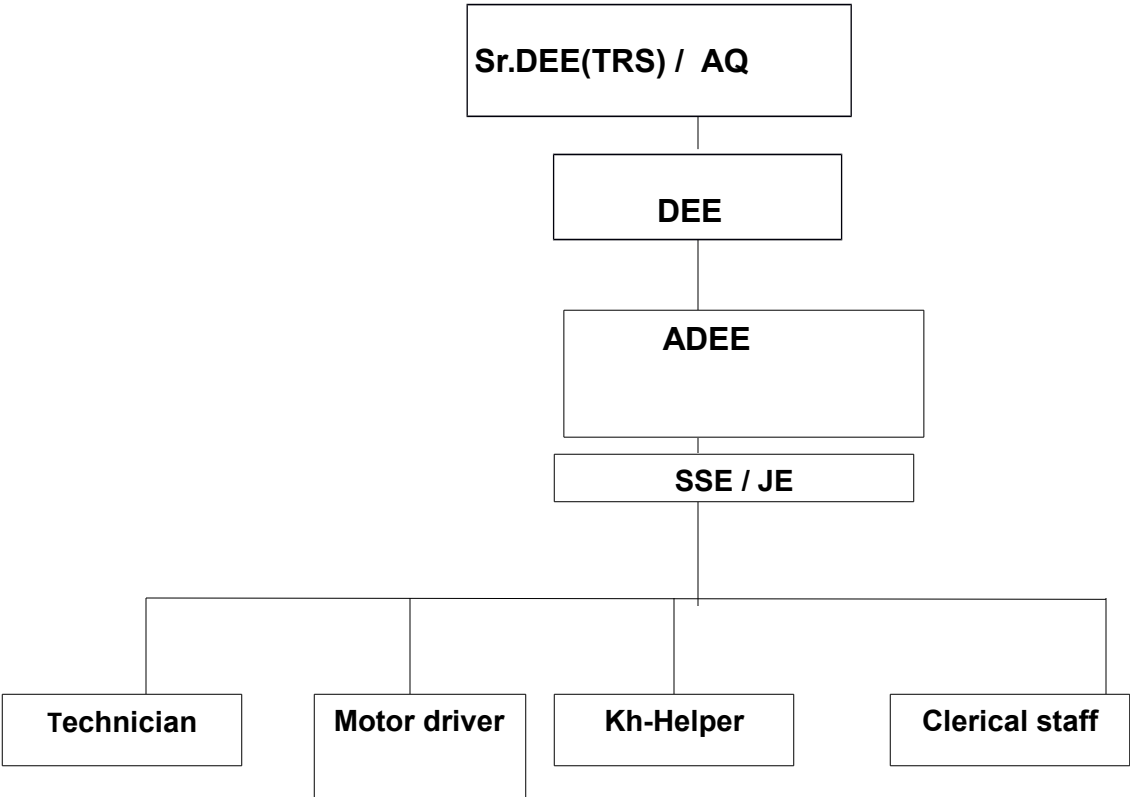 Sr.DEE(TRS) / AQ
DEE
ADEE
SSE / JE
Technician
Motor driver
Kh-Helper
Clerical staff